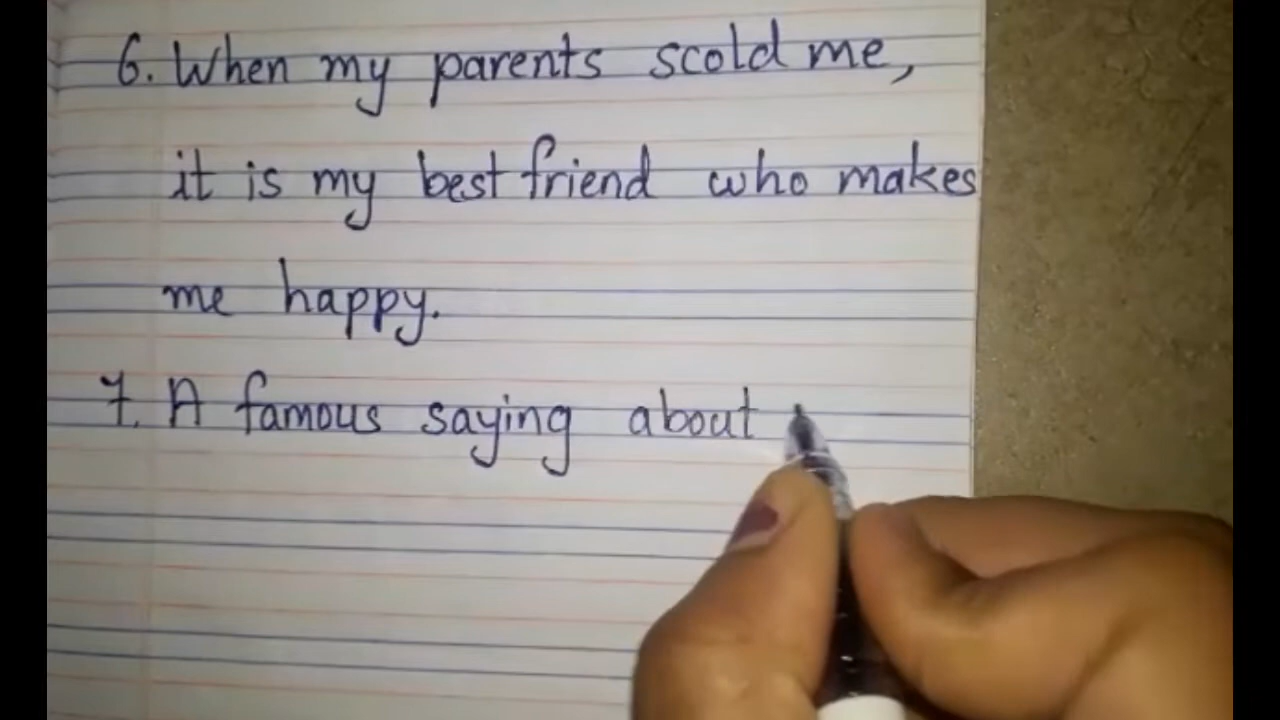 6. When my parents scold me,
it is my best friend who makes
me happy.
7. A famous saying about